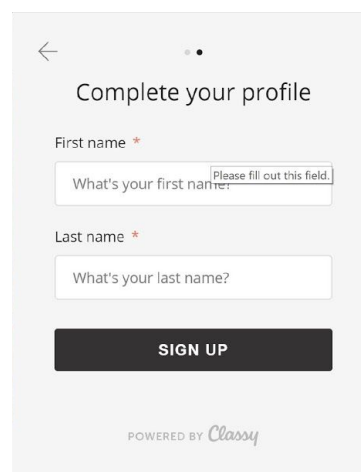 Complete your profile
First name *
Please fill out this field.
What's your first name?
Last name *
What's your last name?
SIGN UP
POWERED BY Classy